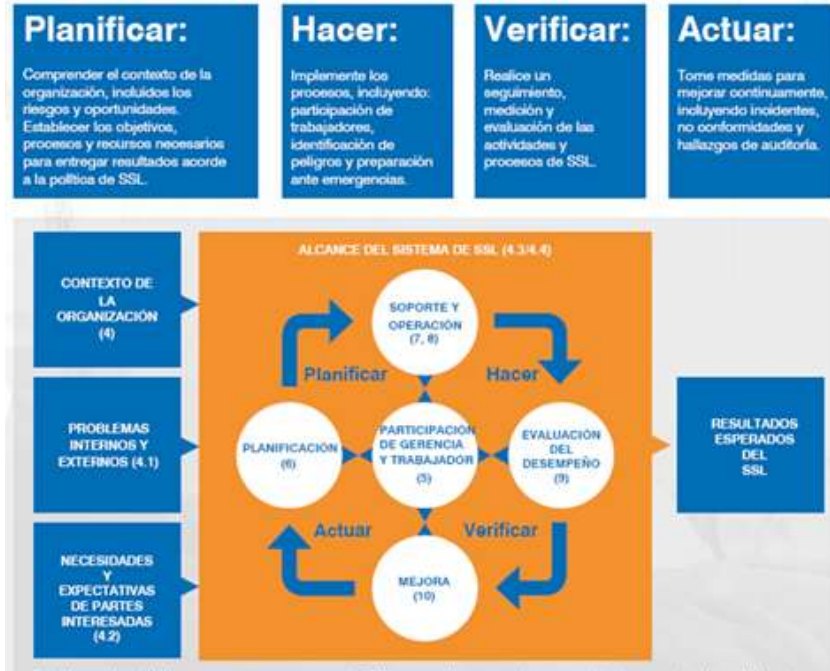 Planificar:
Comprender el contexto de la
organización, incluidos los
riesgos y oportunidades.
Establecer los objetivos,
procesos y recursos necesarios
para entregar resultados acorde
a la política de SSL.
Hacer:
Implemente los
procesos, incluyendo:
participación de
trabajadores,
identificación de
peligros y preparación
ante emergencias.
Verificar:
Realice un
seguimiento,
medición y
evaluación de las
actividades y
procesos de SSL.
Actuar:
Tome medidas para
mejorar continuamente,
incluyendo incidentes,
no conformidades y
hallazgos de auditoría.
CONTEXTO DE
LA
ORGANIZACIÓN
(4)
PROBLEMAS
INTERNOS Y
EXTERNOS (4.1)
NECESIDADES
Y
EXPECTATIVAS
DE PARTES
INTERESADAS
(4.2)
ALCANCE DEL SISTEMA DE SSL (4.3/4.4)
SOPORTE Y
OPERACIÓN
(7, 8)
Planificar
Hacer
PLANIFICACIÓN
(6)
PARTICIPACIÓN
DE GERENCIA
Y TRABAJADOR
(5)
EVALUACIÓN
DEL
DESEMPEÑO
(9)
Actuar
Verificar
MEJORA
(10)
RESULTADOS
ESPERADOS
DEL
SSL